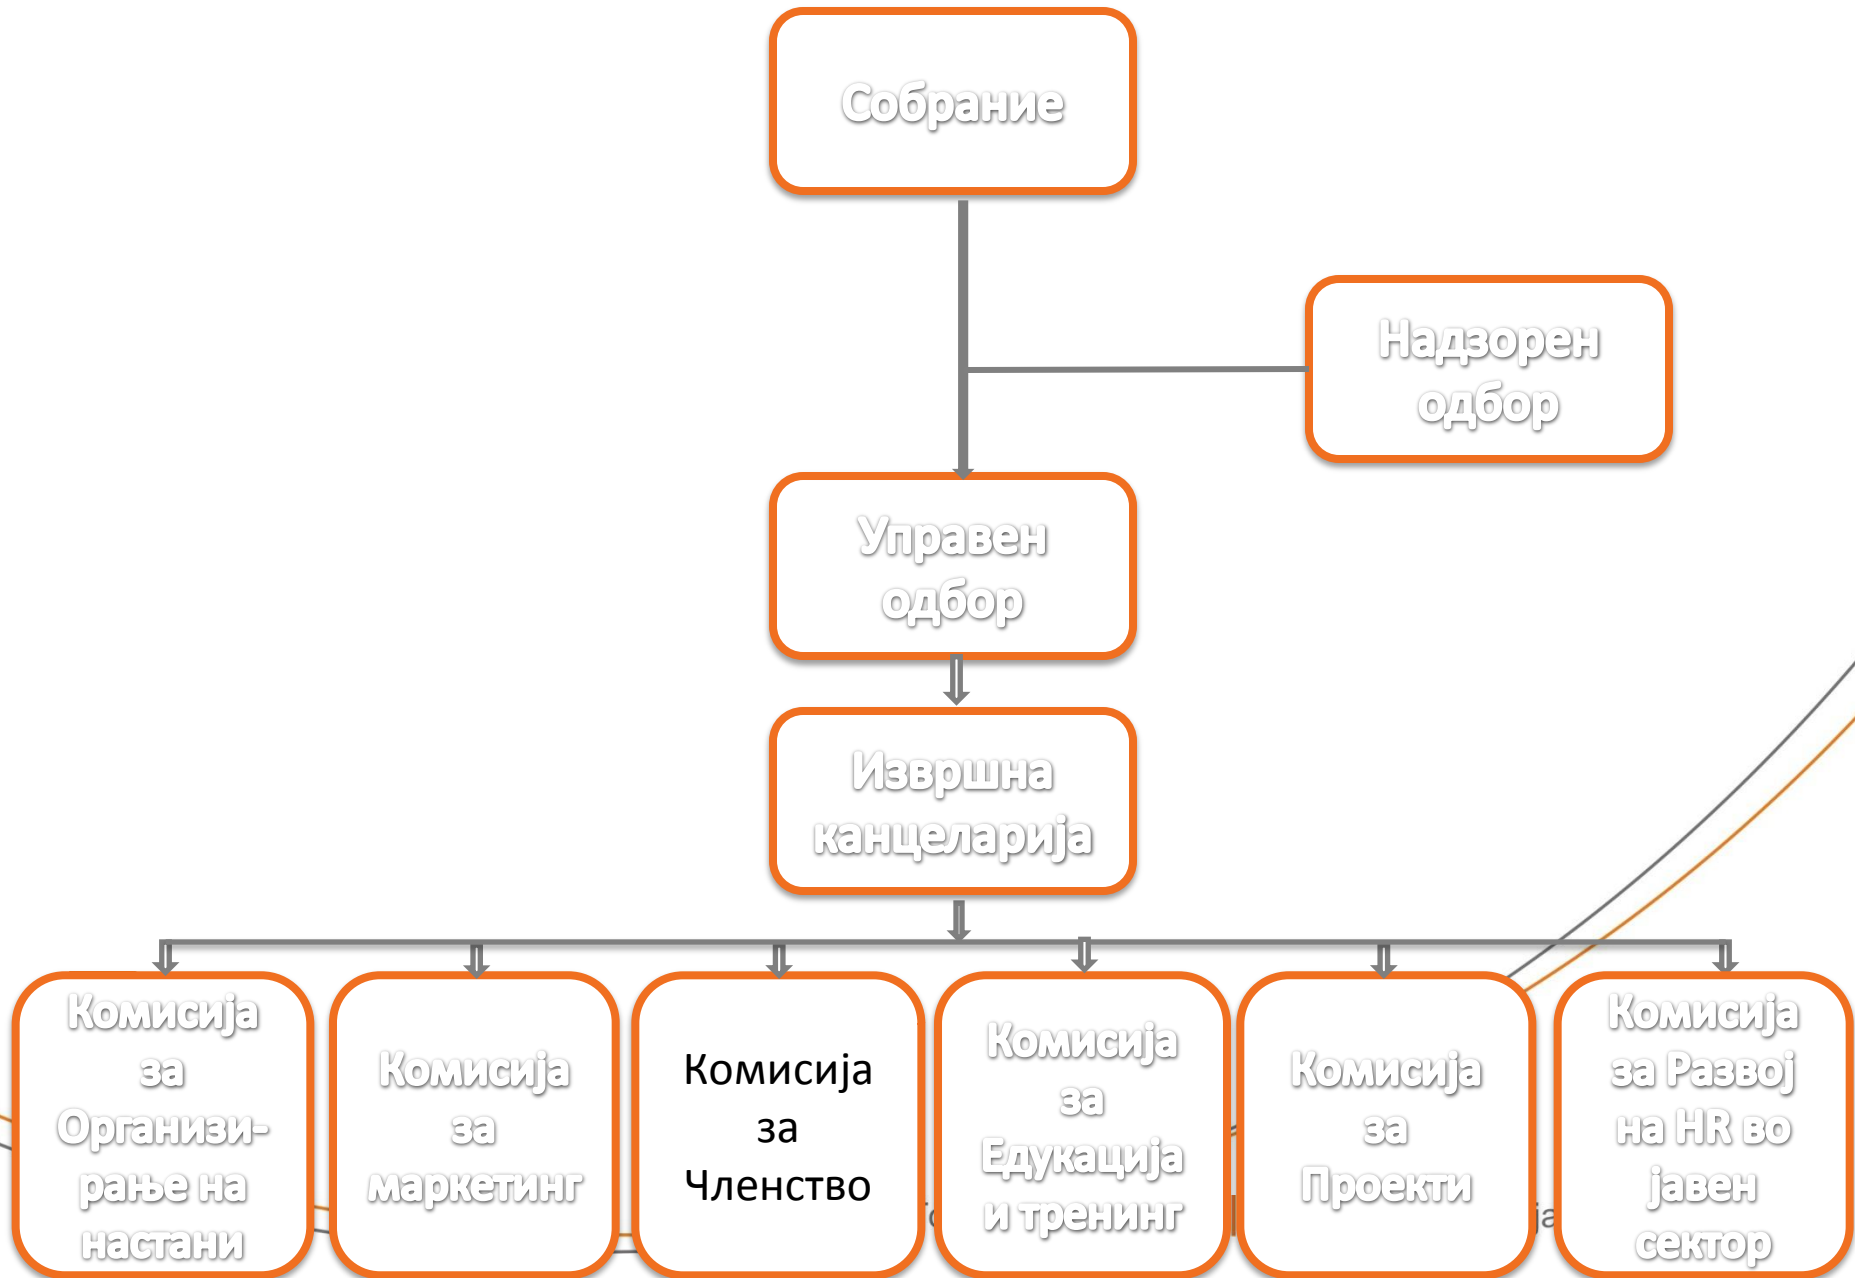 Собрание
Надзорен
одбор
Управен
одбор
Извршна
канцеларија
Комисија
за
Организи-
рање на
настани
Комисија
за
маркетинг
Комисија
за
Членство
Комисија
за
Едукација
и тренинг
Комисија
за
Проекти
Комисија
за Развој
на HR во
јавен
сектор